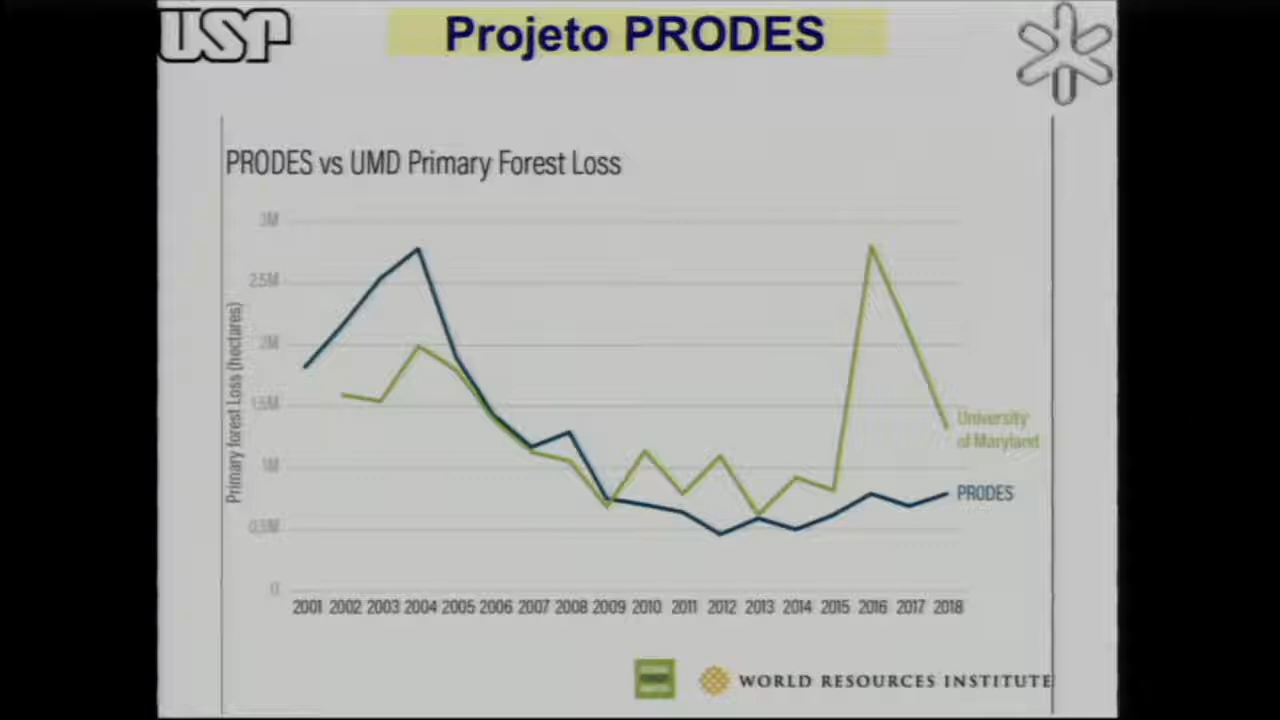 USP
Projeto PRODES
PRODES vs UMD Primary Forest Loss
3M
2.5M
2M
1.5M
1M
0.5M
0
Primary forest Loss (hectares)
University
of Maryland
PRODES
2001 2002 2003 2004 2005 2006 2007 2008 2009 2010 2011 2012 2013 2014 2015 2016 2017 2018
WORLD RESOURCES INSTITUTE